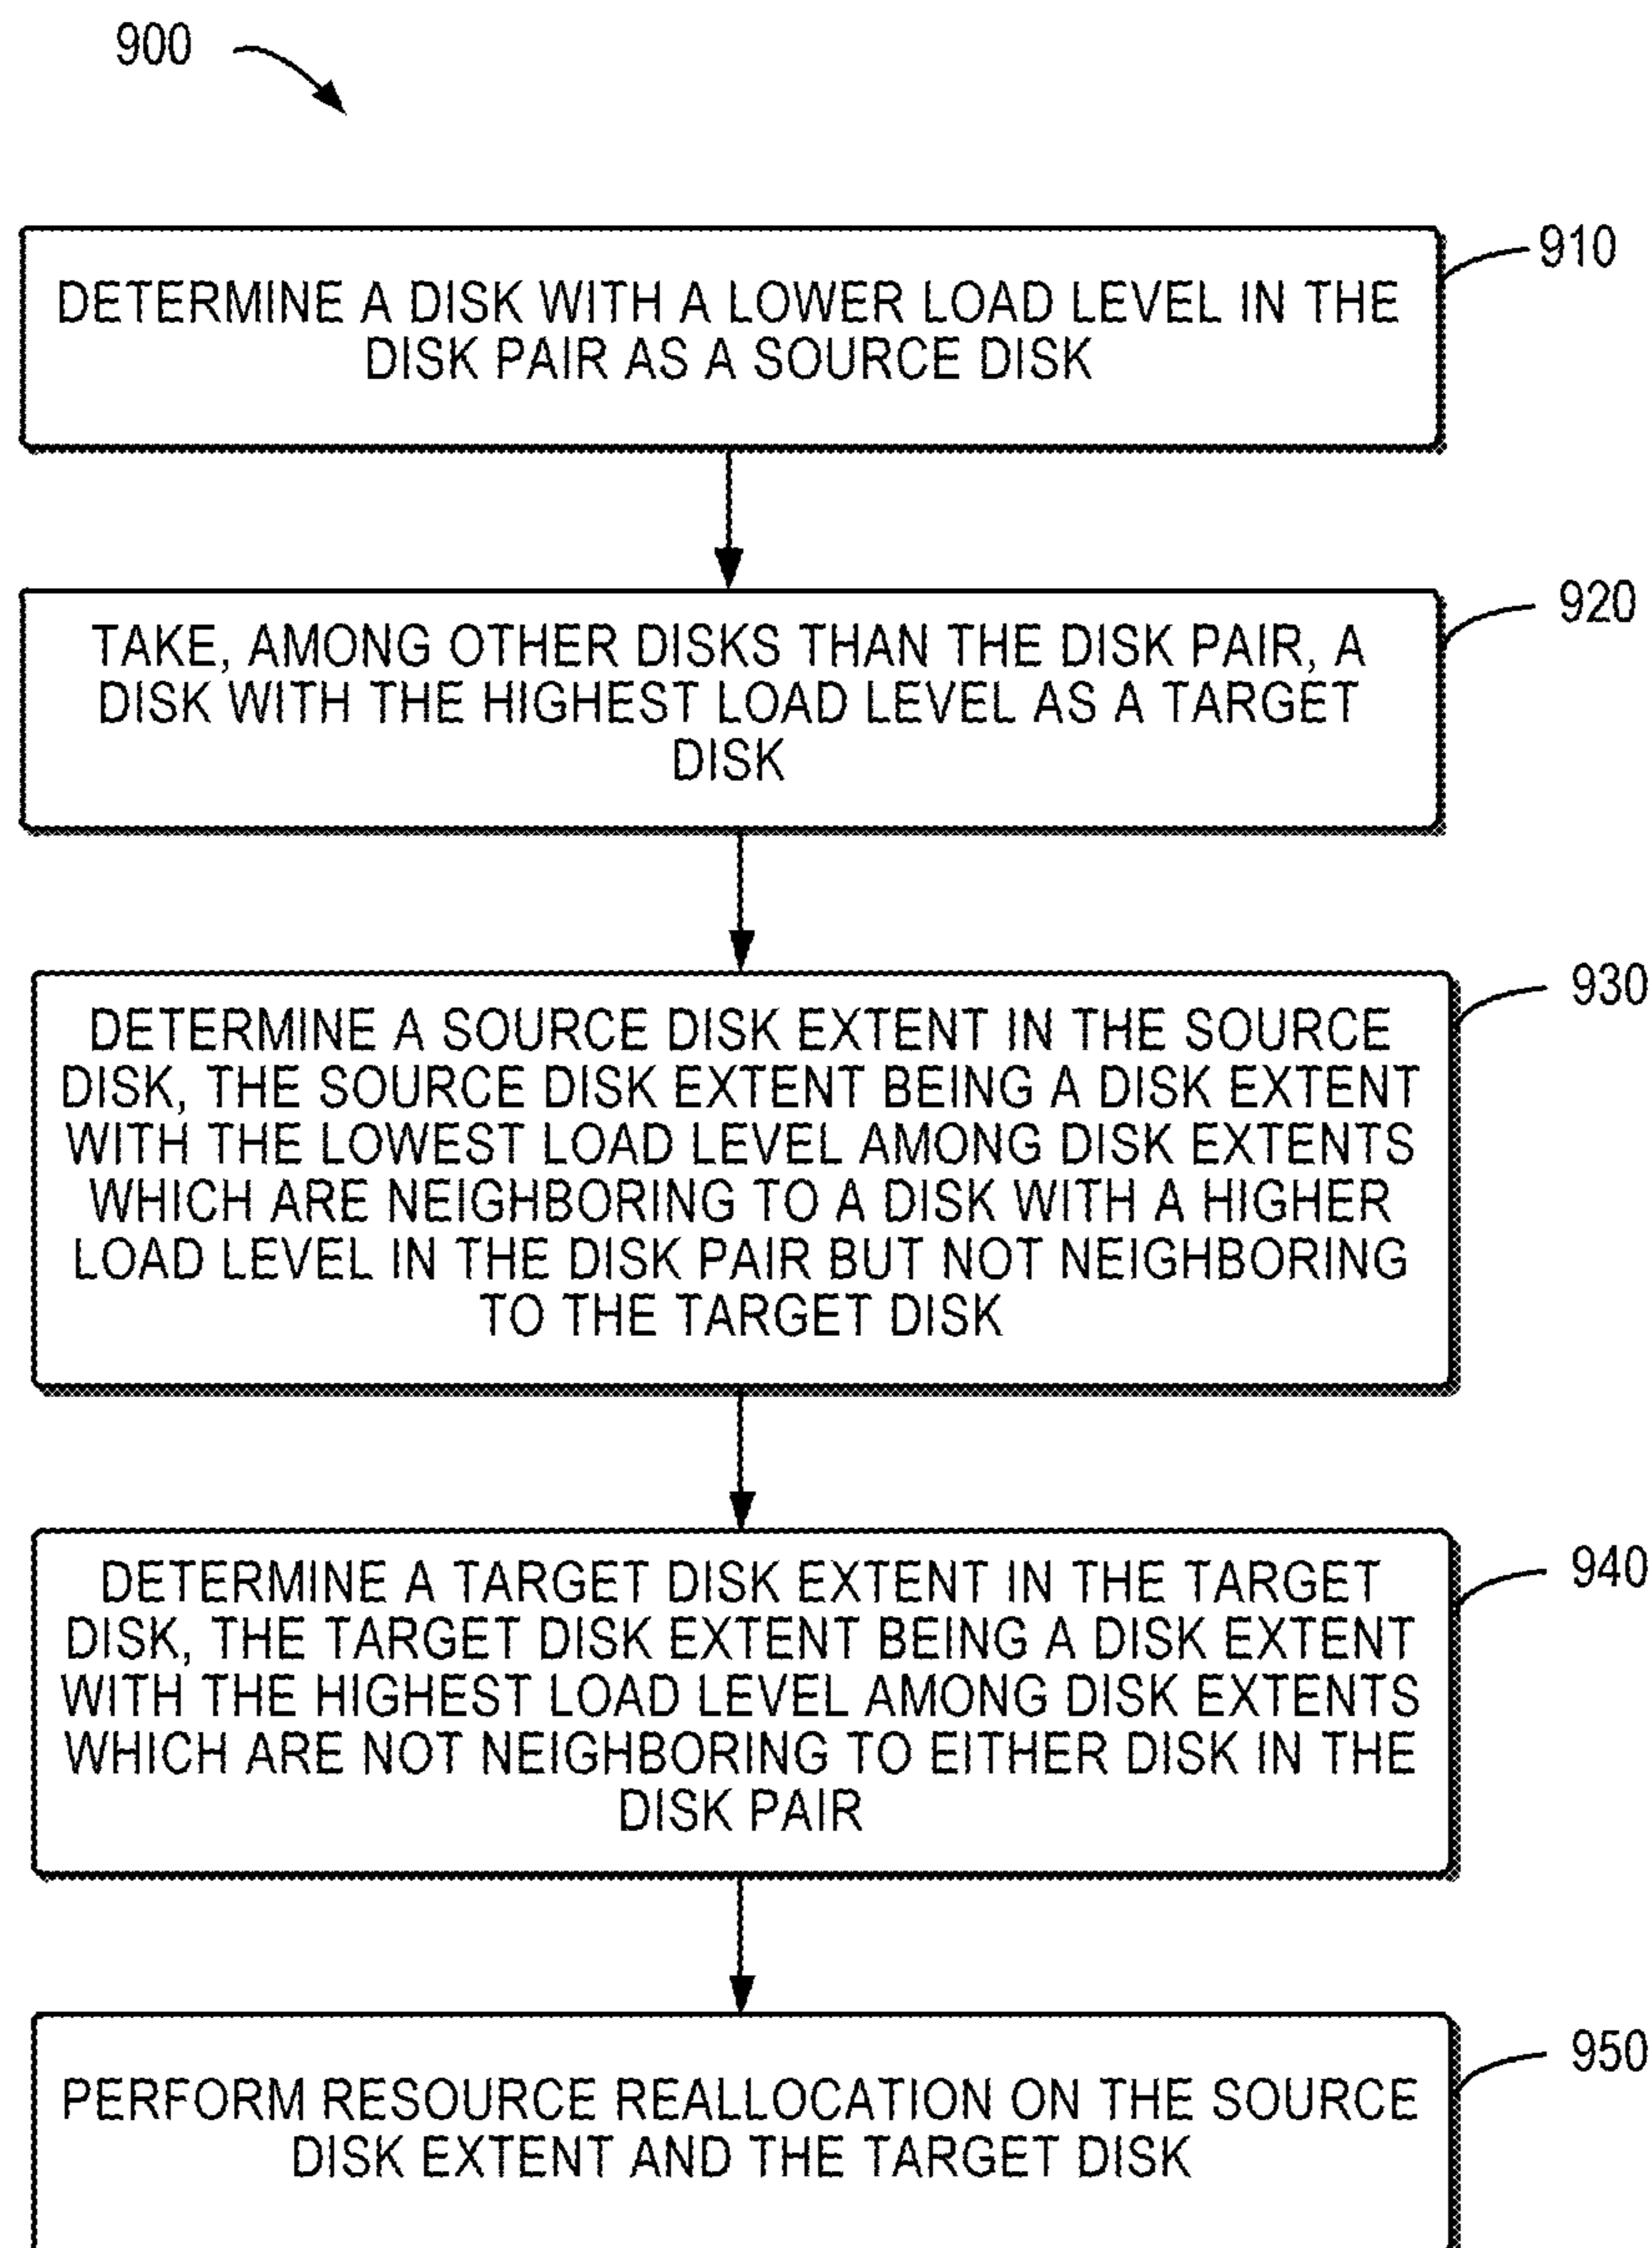 900
910
DETERMINE A DISK WITH A LOWER LOAD LEVEL IN THE
DISK PAIR AS A SOURCE DISK
920
TAKE, AMONG OTHER DISKS THAN THE DISK PAIR, A
DISK WITH THE HIGHEST LOAD LEVEL AS A TARGET
DISK
930
DETERMINE A SOURCE DISK EXTENT IN THE SOURCE
DISK, THE SOURCE DISK EXTENT BEING A DISK EXTENT
WITH THE LOWEST LOAD LEVEL AMONG DISK EXTENTS
WHICH ARE NEIGHBORING TO A DISK WITH A HIGHER
LOAD LEVEL IN THE DISK PAIR BUT NOT NEIGHBORING
TO THE TARGET DISK
940
DETERMINE A TARGET DISK EXTENT IN THE TARGET
DISK, THE TARGET DISK EXTENT BEING A DISK EXTENT
WITH THE HIGHEST LOAD LEVEL AMONG DISK EXTENTS
WHICH ARE NOT NEIGHBORING TO EITHER DISK IN THE
DISK PAIR
950
PERFORM RESOURCE REALLOCATION ON THE SOURCE
DISK EXTENT AND THE TARGET DISK